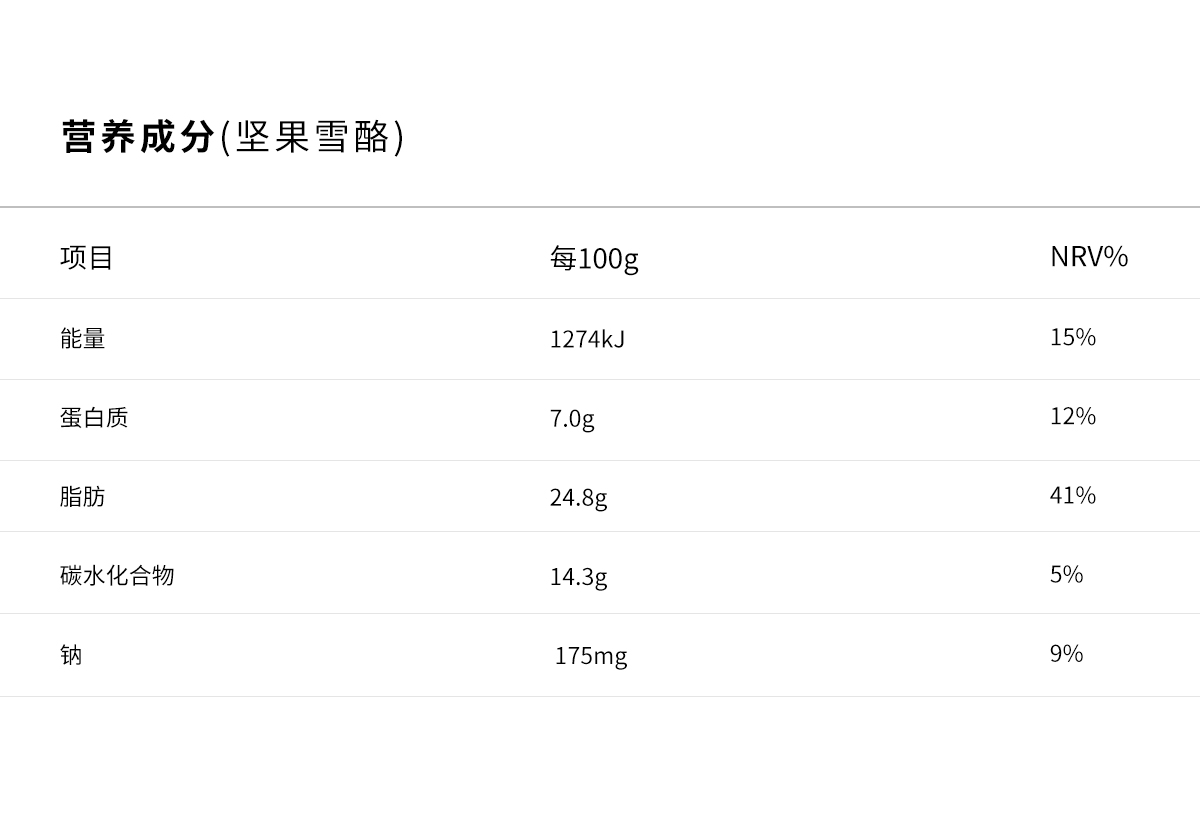 营养成分(坚果雪酪)
项目 每100g NRV%
能量 1274kJ 15%
蛋白质 7.0g 12%
脂肪 24.8g 41%
碳水化合物 14.3g 5%
钠 175mg 9%